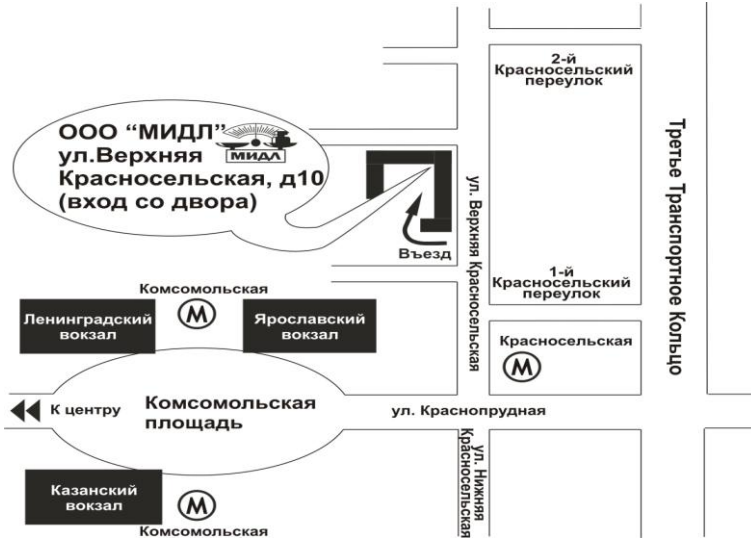 2-й
Красносельский
переулок
ООО “МИДЛ”
МИДЛ
ул.Верхняя
Красносельская, д10
(вход со двора)
Въезд
ул. Верхняя Красносельская
Третье Транспортное Кольцо
1-й
Красносельский
переулок
Комсомольская
М
Ленинградский
вокзал
Ярославский
вокзал
Красносельская
М
К центру
Комсомольская
площадь
ул. Краснопрудная
ул. Нижняя
Красносельская
Казанский
вокзал
М
Комсомольская